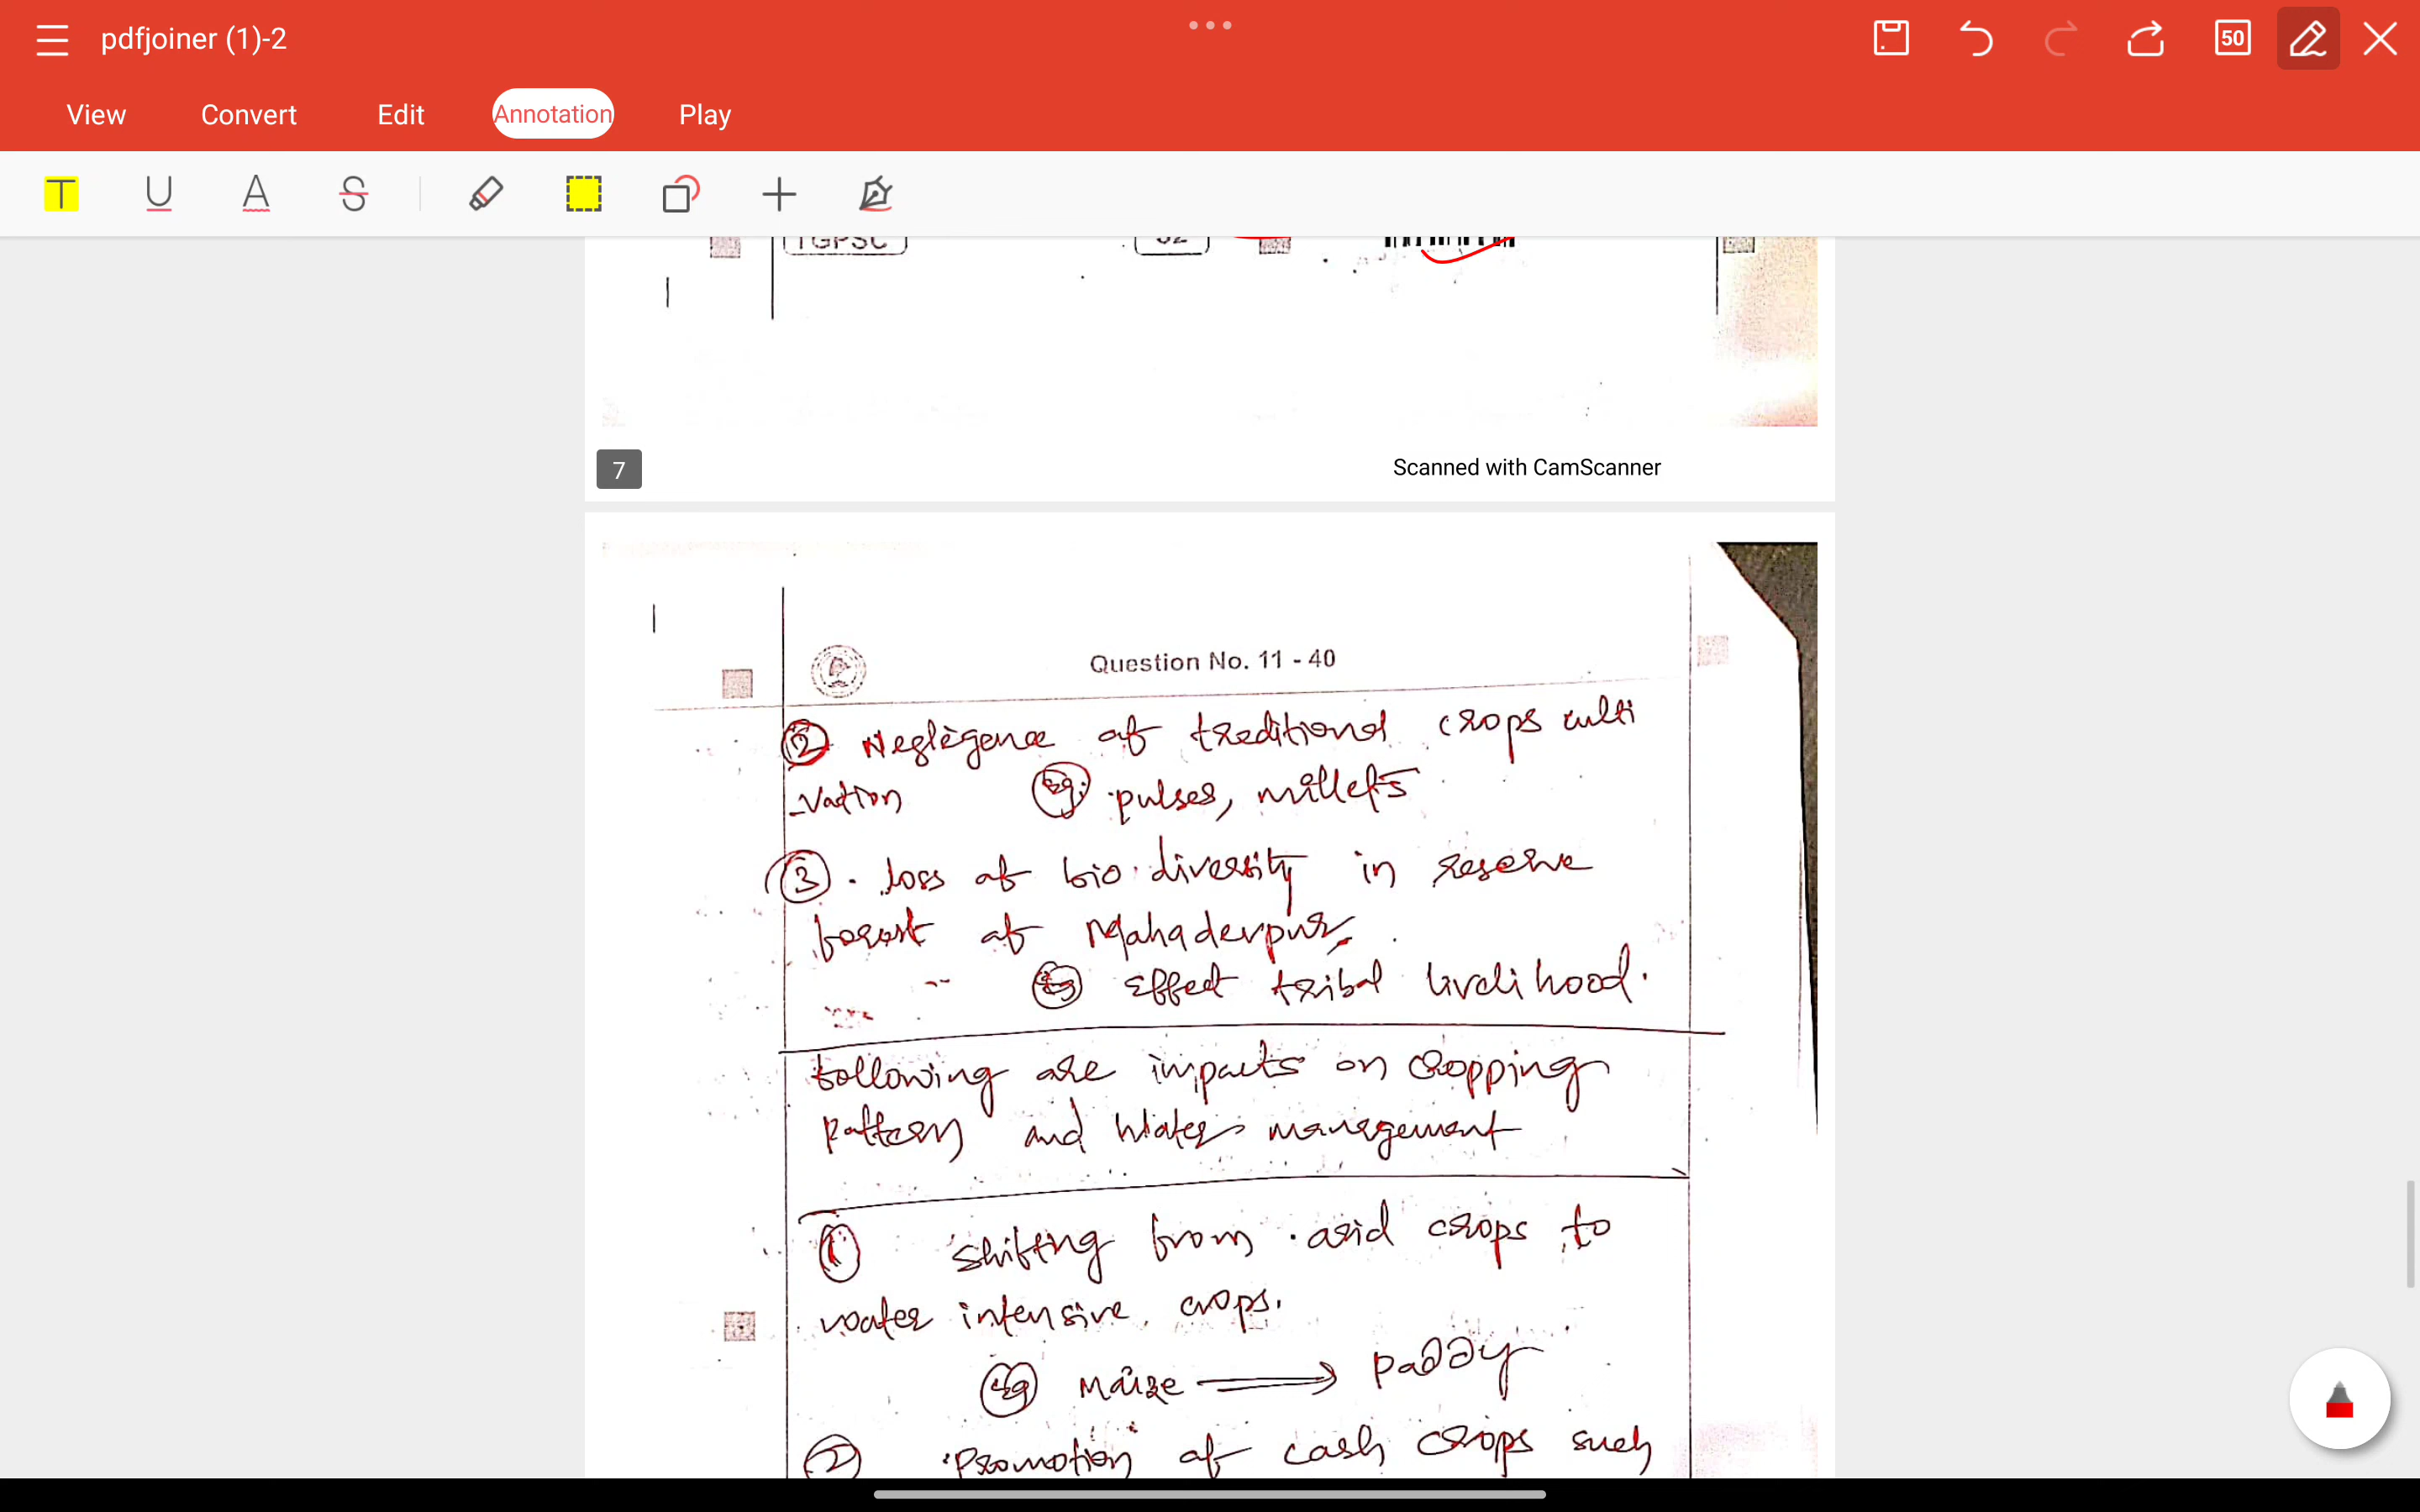 pdfjoiner (1)-2
50
View Convert Edit Annotation Play
T U A S
TGPSC
7
Scanned with CamScanner
Question No. 11 - 40
② Neglegence of traditional crops culti
-vation Eg: pulses, millets
③ . loss of bio diversity in reserve
forest of Mahadevpur.
Eg Effect tribal livelihood.
following are impacts on cropping
pattern and water management
① shifting from arid crops to
water intensive crops.
Eg Maize → paddy
② Promotion of cash crops such